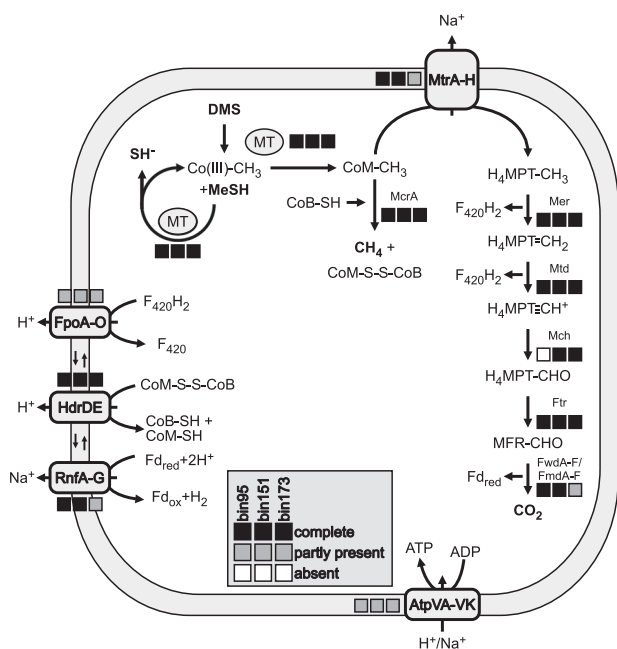 Na⁺
MtrA-H
DMS
MT
SH⁻
Co(III)-CH₃
+MeSH
MT
CoM-CH₃
CoB-SH
McrA
CH₄ +
CoM-S-S-CoB
H₄MPT-CH₃
F₄₂₀H₂
Mer
H₄MPT=CH₂
F₄₂₀H₂
Mtd
H₄MPT≡CH⁺
Mch
H₄MPT-CHO
Ftr
MFR-CHO
FwdA-F/
FmdA-F
Fd_red
CO₂
F₄₂₀H₂
H⁺
FpoA-O
F₄₂₀
CoM-S-S-CoB
H⁺
HdrDE
CoB-SH +
CoM-SH
Fd_red+2H⁺
Na⁺
RnfA-G
Fd_ox+H₂
bin95
bin151
bin173
complete
partly present
absent
ATP
ADP
AtpVA-VK
H⁺/Na⁺